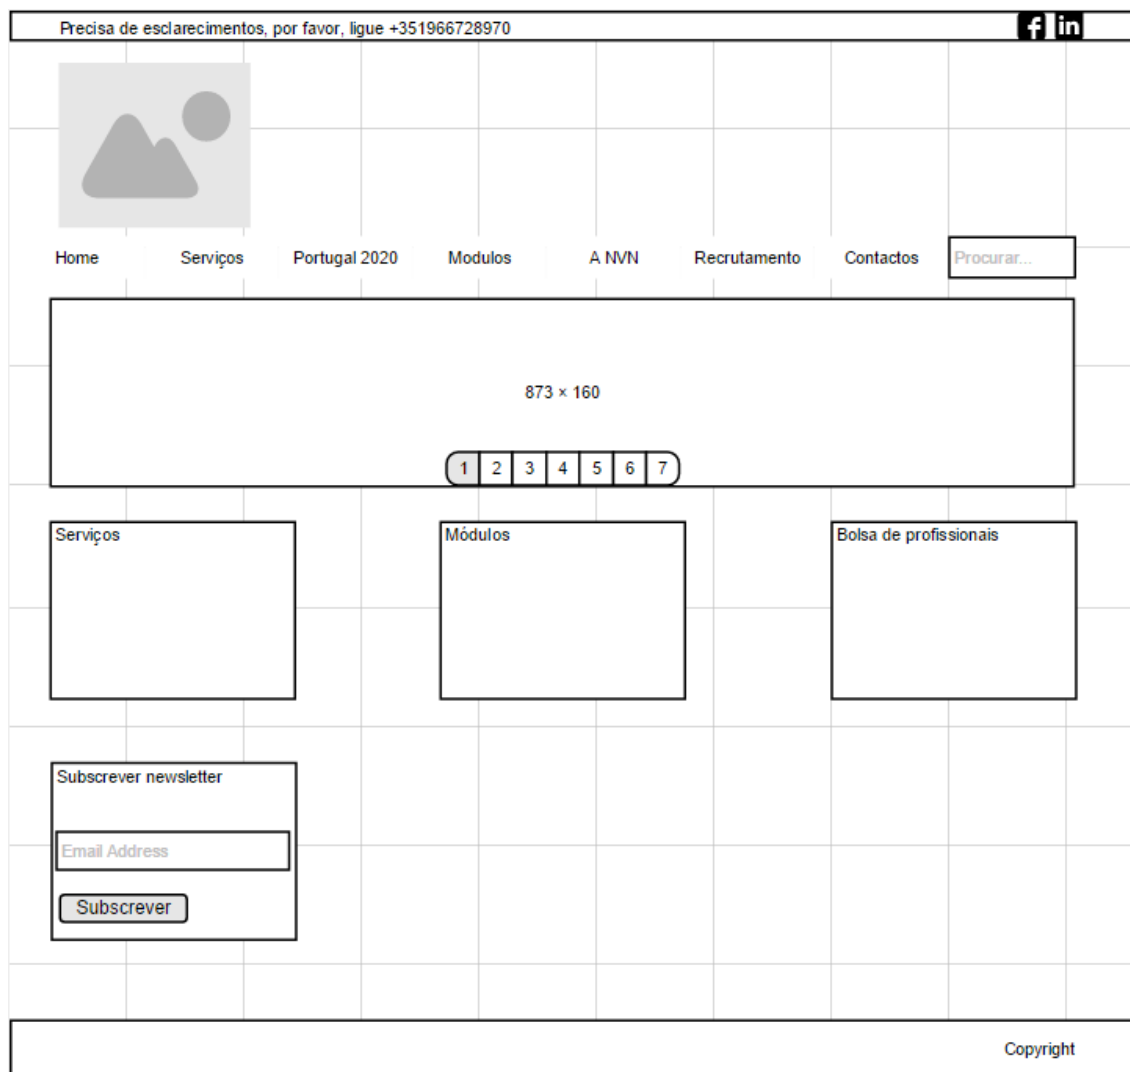 Precisa de esclarecimentos, por favor, ligue +351966728970
Home Serviços Portugal 2020 Modulos A NVN Recrutamento Contactos Procurar...
873 × 160
1 2 3 4 5 6 7
Serviços Módulos Bolsa de profissionais
Subscrever newsletter
Email Address
Subscrever
Copyright